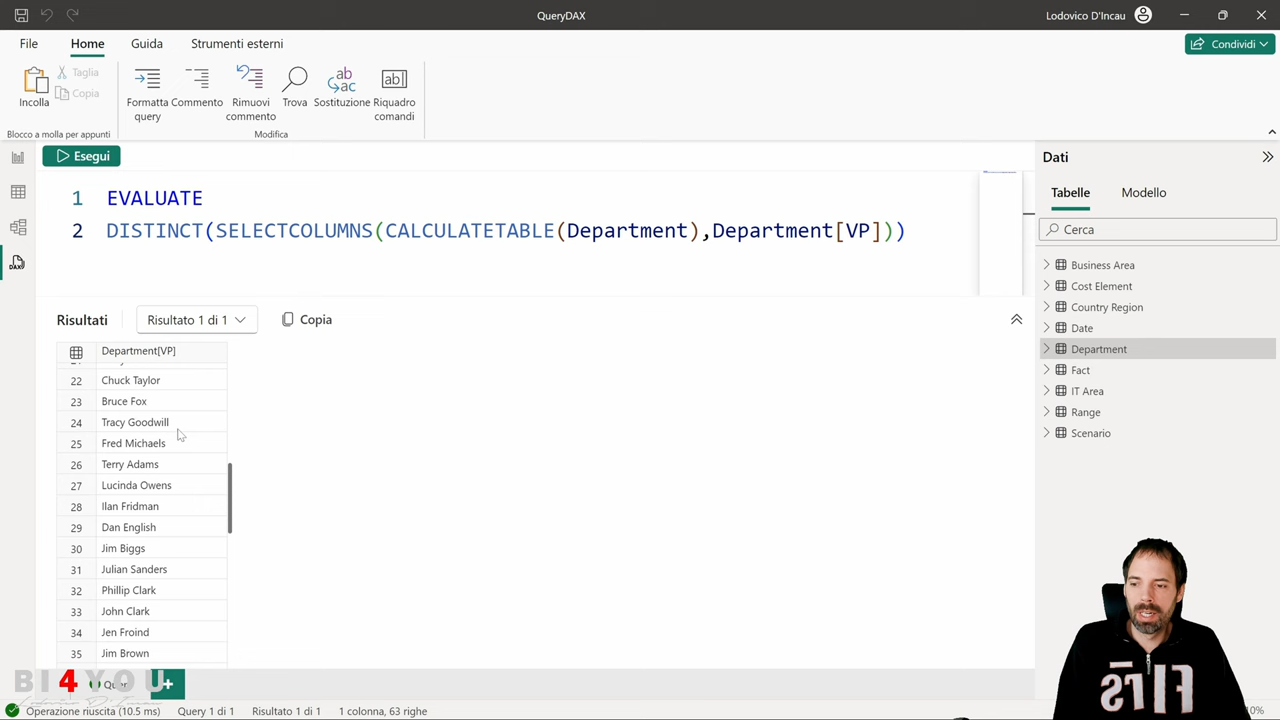 QueryDAX
Lodovico D'Incau
File
Home
Guida
Strumenti esterni
Condividi
Incolla
Taglia
Copia
Blocco a molla per appunti
Formatta query
Commento
Rimuovi commento
Trova
Sostituzione
Riquadro comandi
Modifica
Esegui
1 EVALUATE
2 DISTINCT(SELECTCOLUMNS(CALCULATETABLE(Department),Department[VP]))
Risultati
Risultato 1 di 1
Copia
Department[VP]
22 Chuck Taylor
23 Bruce Fox
24 Tracy Goodwill
25 Fred Michaels
26 Terry Adams
27 Lucinda Owens
28 Ilan Fridman
29 Dan English
30 Jim Biggs
31 Julian Sanders
32 Phillip Clark
33 John Clark
34 Jen Froind
35 Jim Brown
Dati
Tabelle
Modello
Cerca
Business Area
Cost Element
Country Region
Date
Department
Fact
IT Area
Range
Scenario
BI4YOU
Lodovico D'Incau
Operazione riuscita (10.5 ms)
Query 1 di 1
Risultato 1 di 1
1 colonna, 63 righe